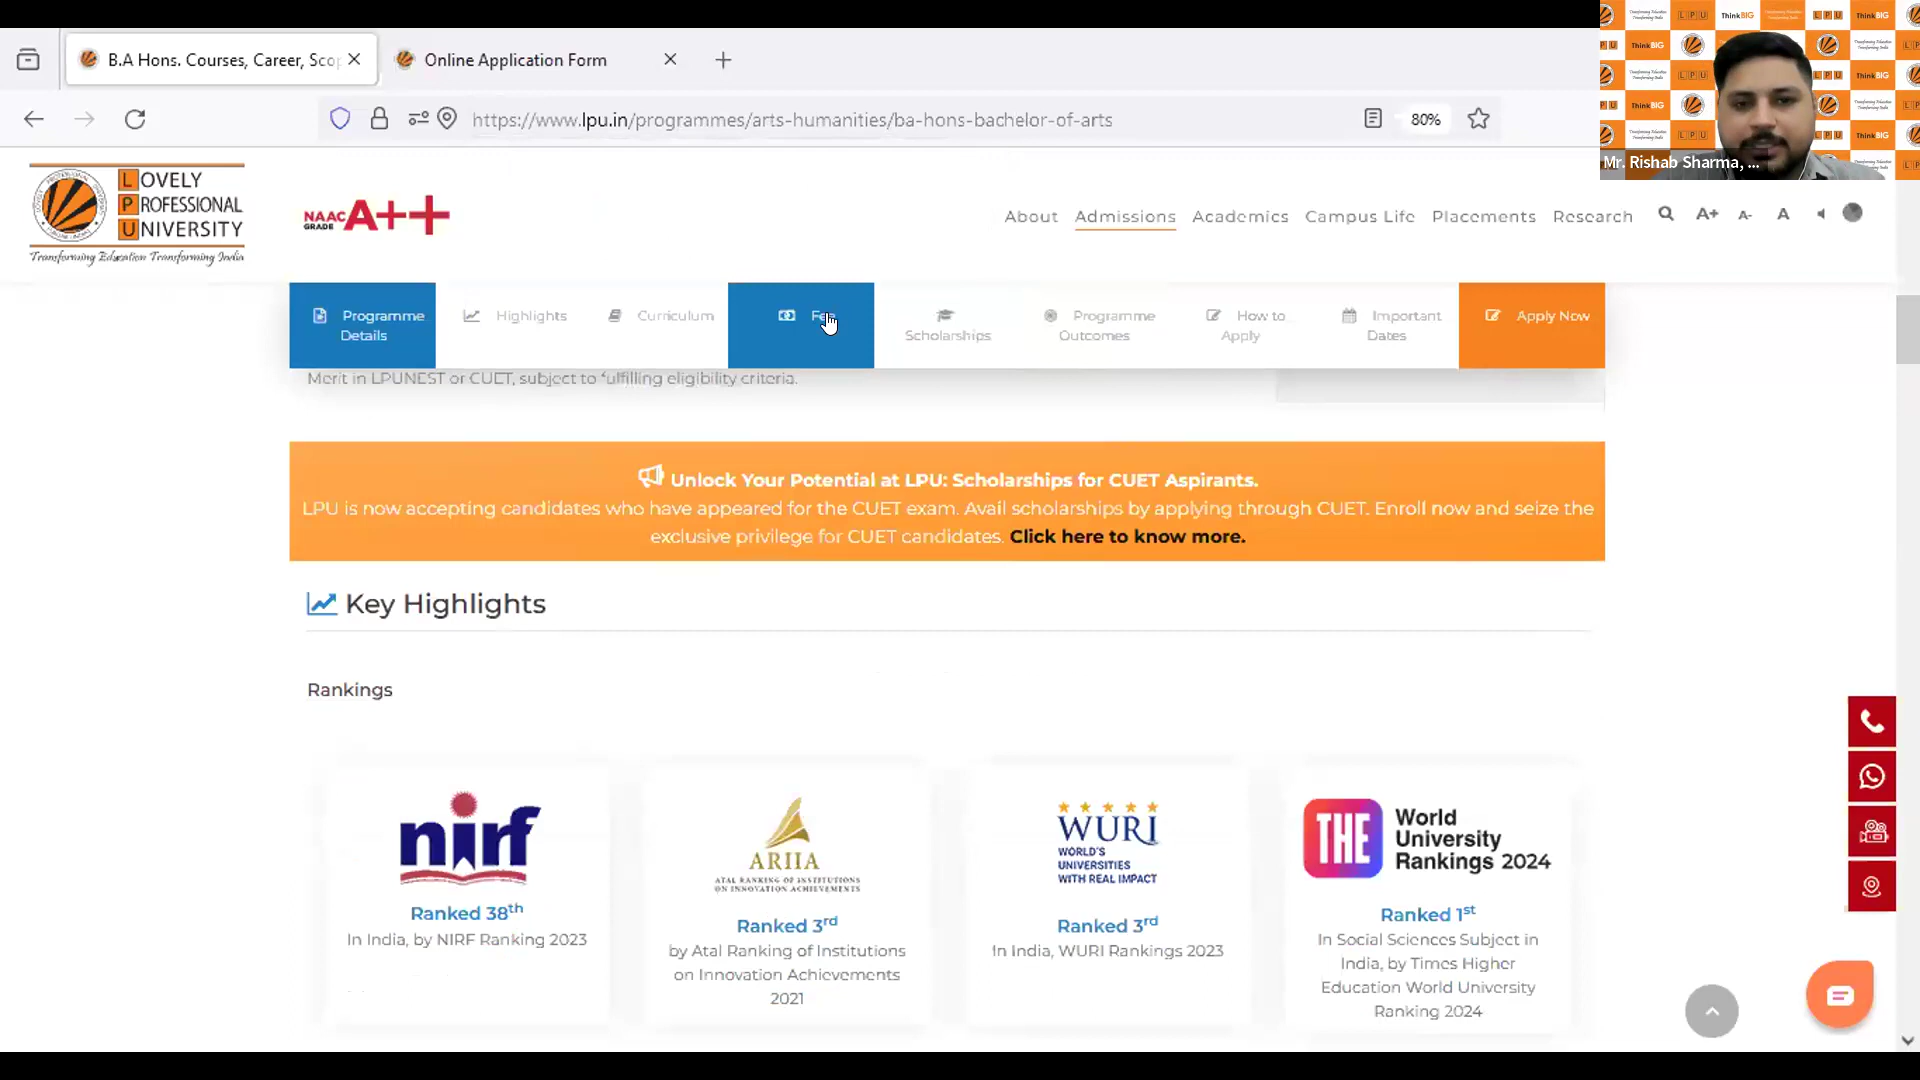 B.A Hons. Courses, Career, Sco
Online Application Form
https://www.lpu.in/programmes/arts-humanities/ba-hons-bachelor-of-arts
80%
Mr. Rishab Sharma, ...
LOVELY
PROFESSIONAL
UNIVERSITY
Transforming Education Transforming India
NAAC
GRADE
A++
About Admissions Academics Campus Life Placements Research A+ A- A
Programme
Details
Highlights
Curriculum
Scholarships
Programme
Outcomes
How to
Apply
Important
Dates
Apply Now
Merit in LPUNEST or CUET, subject to fulfilling eligibility criteria.
Unlock Your Potential at LPU: Scholarships for CUET Aspirants.
LPU is now accepting candidates who have appeared for the CUET exam. Avail scholarships by applying through CUET. Enroll now and seize the
exclusive privilege for CUET candidates. Click here to know more.
Key Highlights
Rankings
nirf
Ranked 38th
In India, by NIRF Ranking 2023
ARIIA
ATAL RANKING OF INSTITUTIONS
ON INNOVATION ACHIEVEMENTS
Ranked 3rd
by Atal Ranking of Institutions
on Innovation Achievements
2021
WURI
WORLD'S
UNIVERSITIES
WITH REAL IMPACT
Ranked 3rd
In India, WURI Rankings 2023
THE
World
University
Rankings 2024
Ranked 1st
In Social Sciences Subject in
India, by Times Higher
Education World University
Ranking 2024